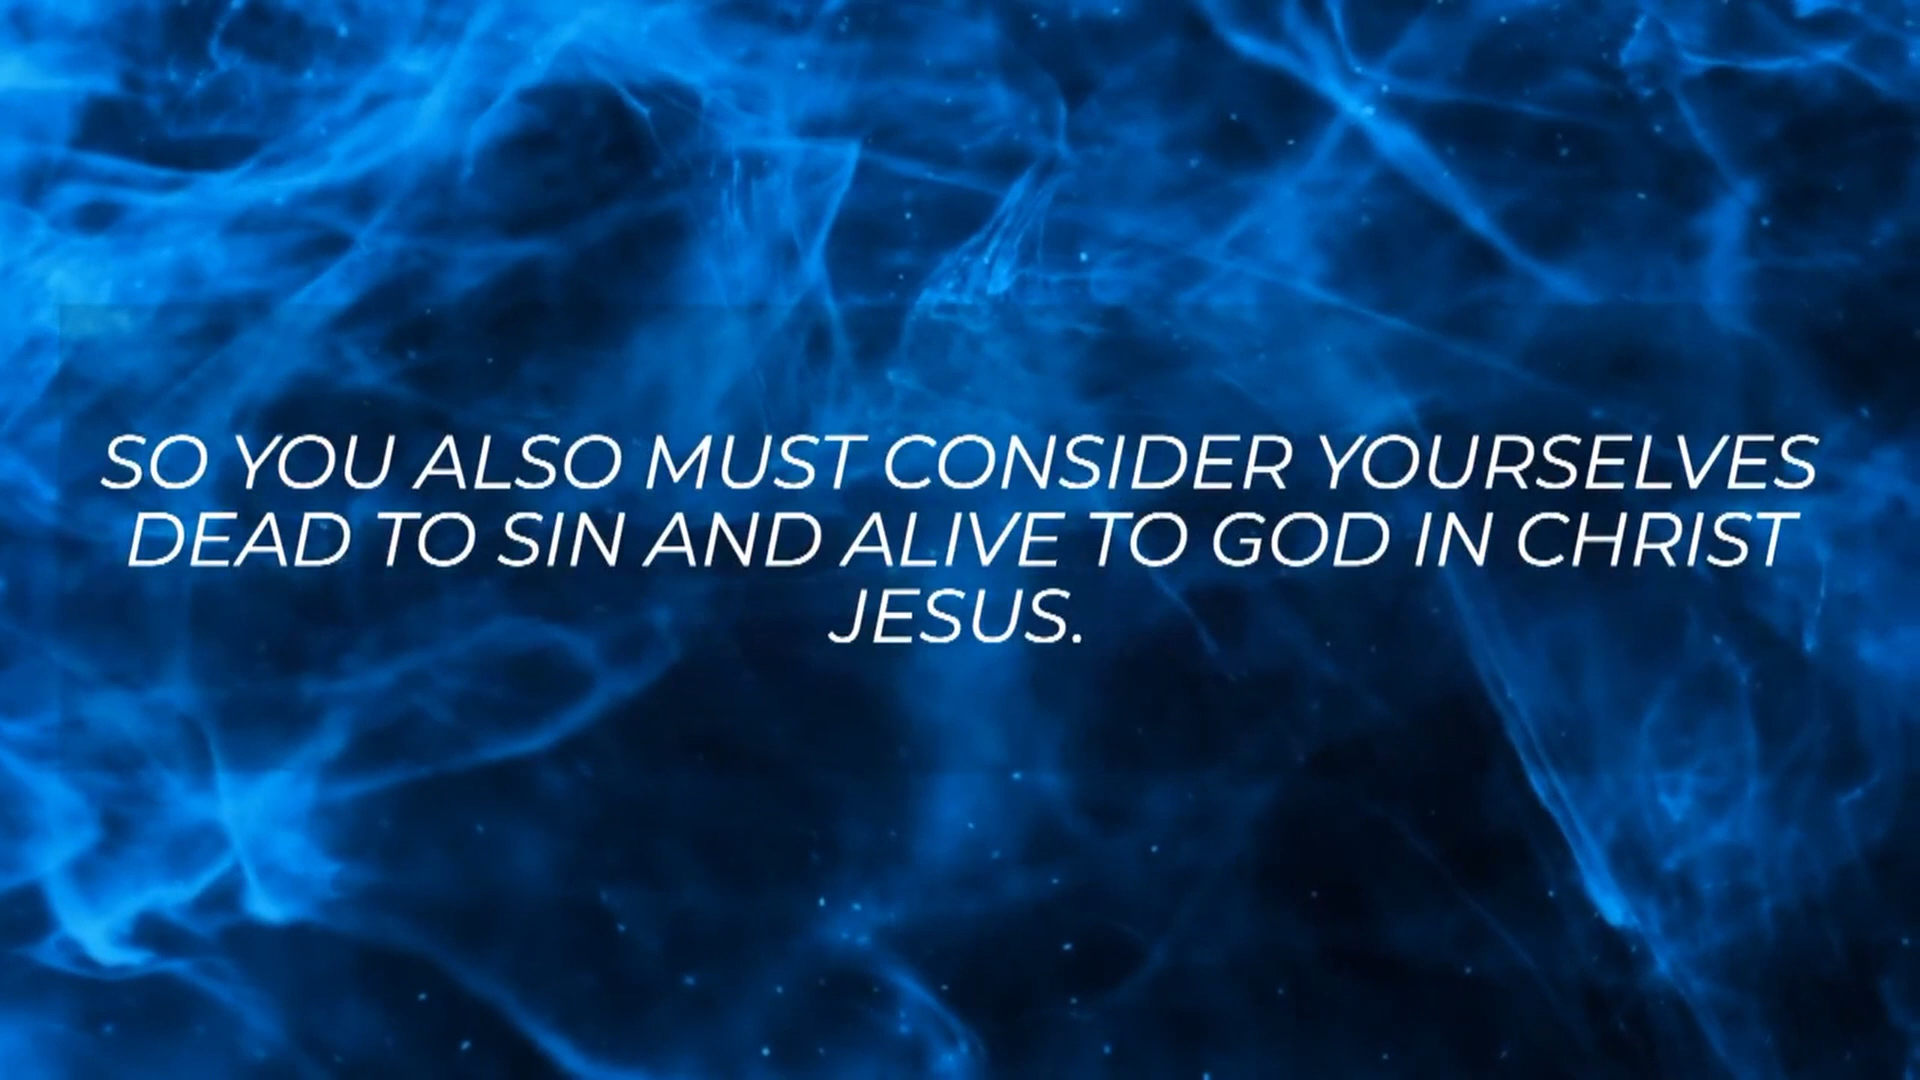 SO YOU ALSO MUST CONSIDER YOURSELVES
DEAD TO SIN AND ALIVE TO GOD IN CHRIST
JESUS.